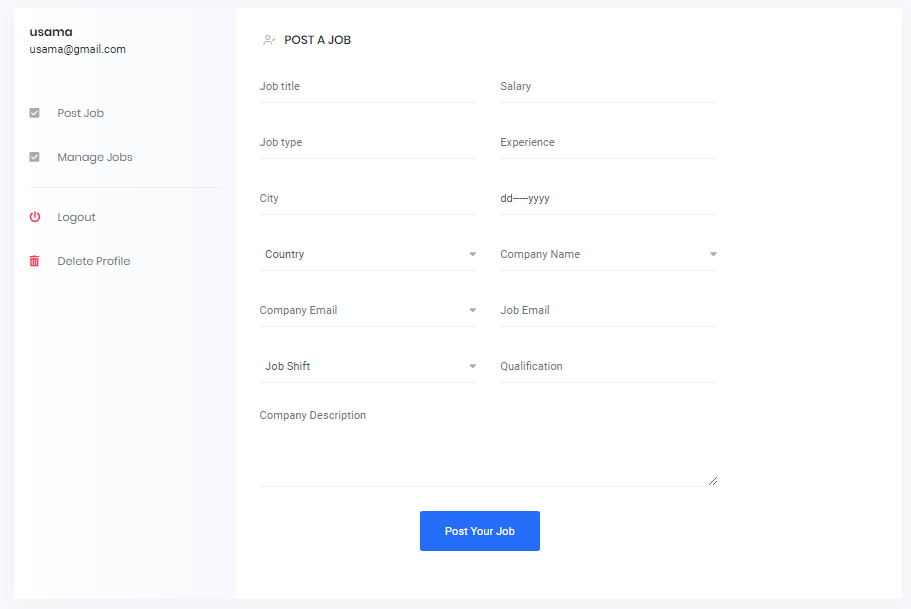 usama
usama@gmail.com
Post Job
Manage Jobs
Logout
Delete Profile
POST A JOB
Job title
Salary
Job type
Experience
City
dd-----yyyy
Country
Company Name
Company Email
Job Email
Job Shift
Qualification
Company Description
Post Your Job